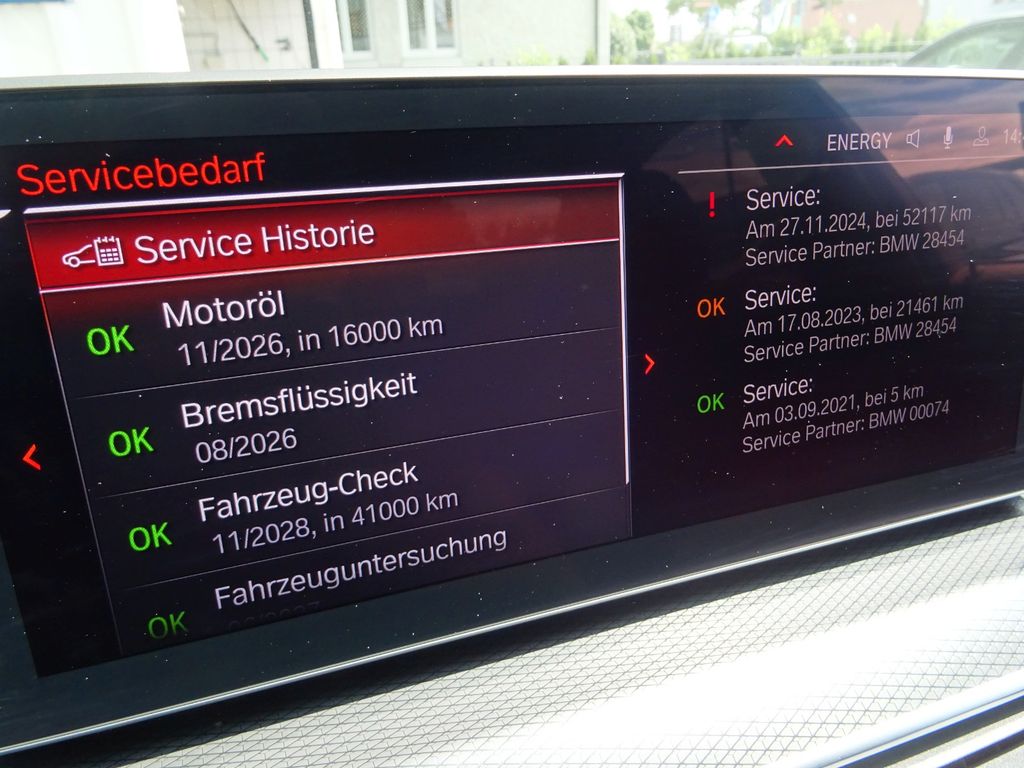 Servicebedarf
Service Historie
OK
Motoröl
11/2026, in 16000 km
OK
Bremsflüssigkeit
08/2026
OK
Fahrzeug-Check
11/2028, in 41000 km
OK
Fahrzeuguntersuchung
ENERGY
14:
!
Service:
Am 27.11.2024, bei 52117 km
Service Partner: BMW 28454
OK
Service:
Am 17.08.2023, bei 21461 km
Service Partner: BMW 28454
OK
Service:
Am 03.09.2021, bei 5 km
Service Partner: BMW 00074